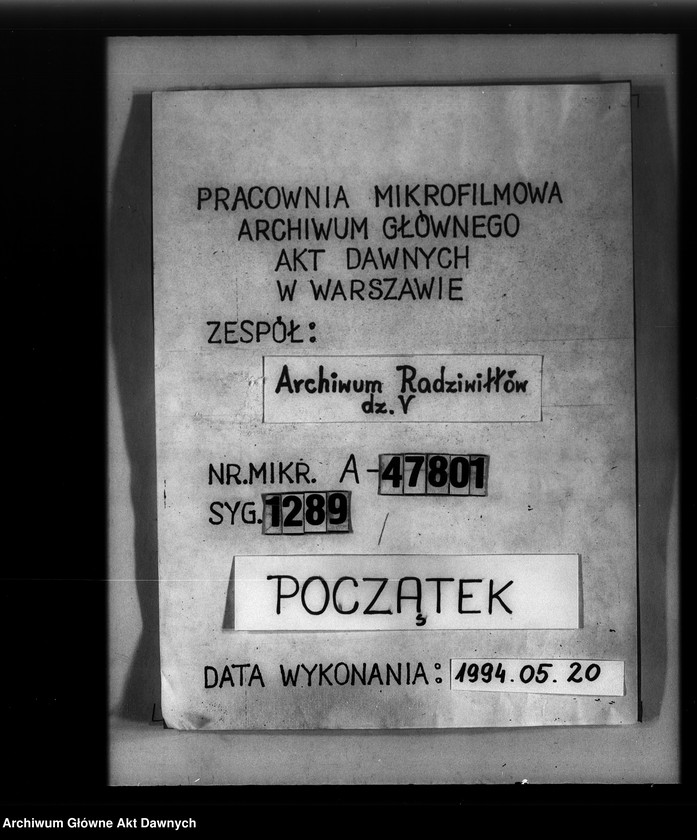 PRACOWNIA MIKROFILMOWA
ARCHIWUM GŁÓWNEGO
AKT DAWNYCH
W WARSZAWIE
ZESPÓŁ:
Archiwum Radziwiłłów
dz. V
NR.MIKR. A-47801
SYG. 1289
POCZĄTEK
DATA WYKONANIA: 1994.05.20
Archiwum Główne Akt Dawnych